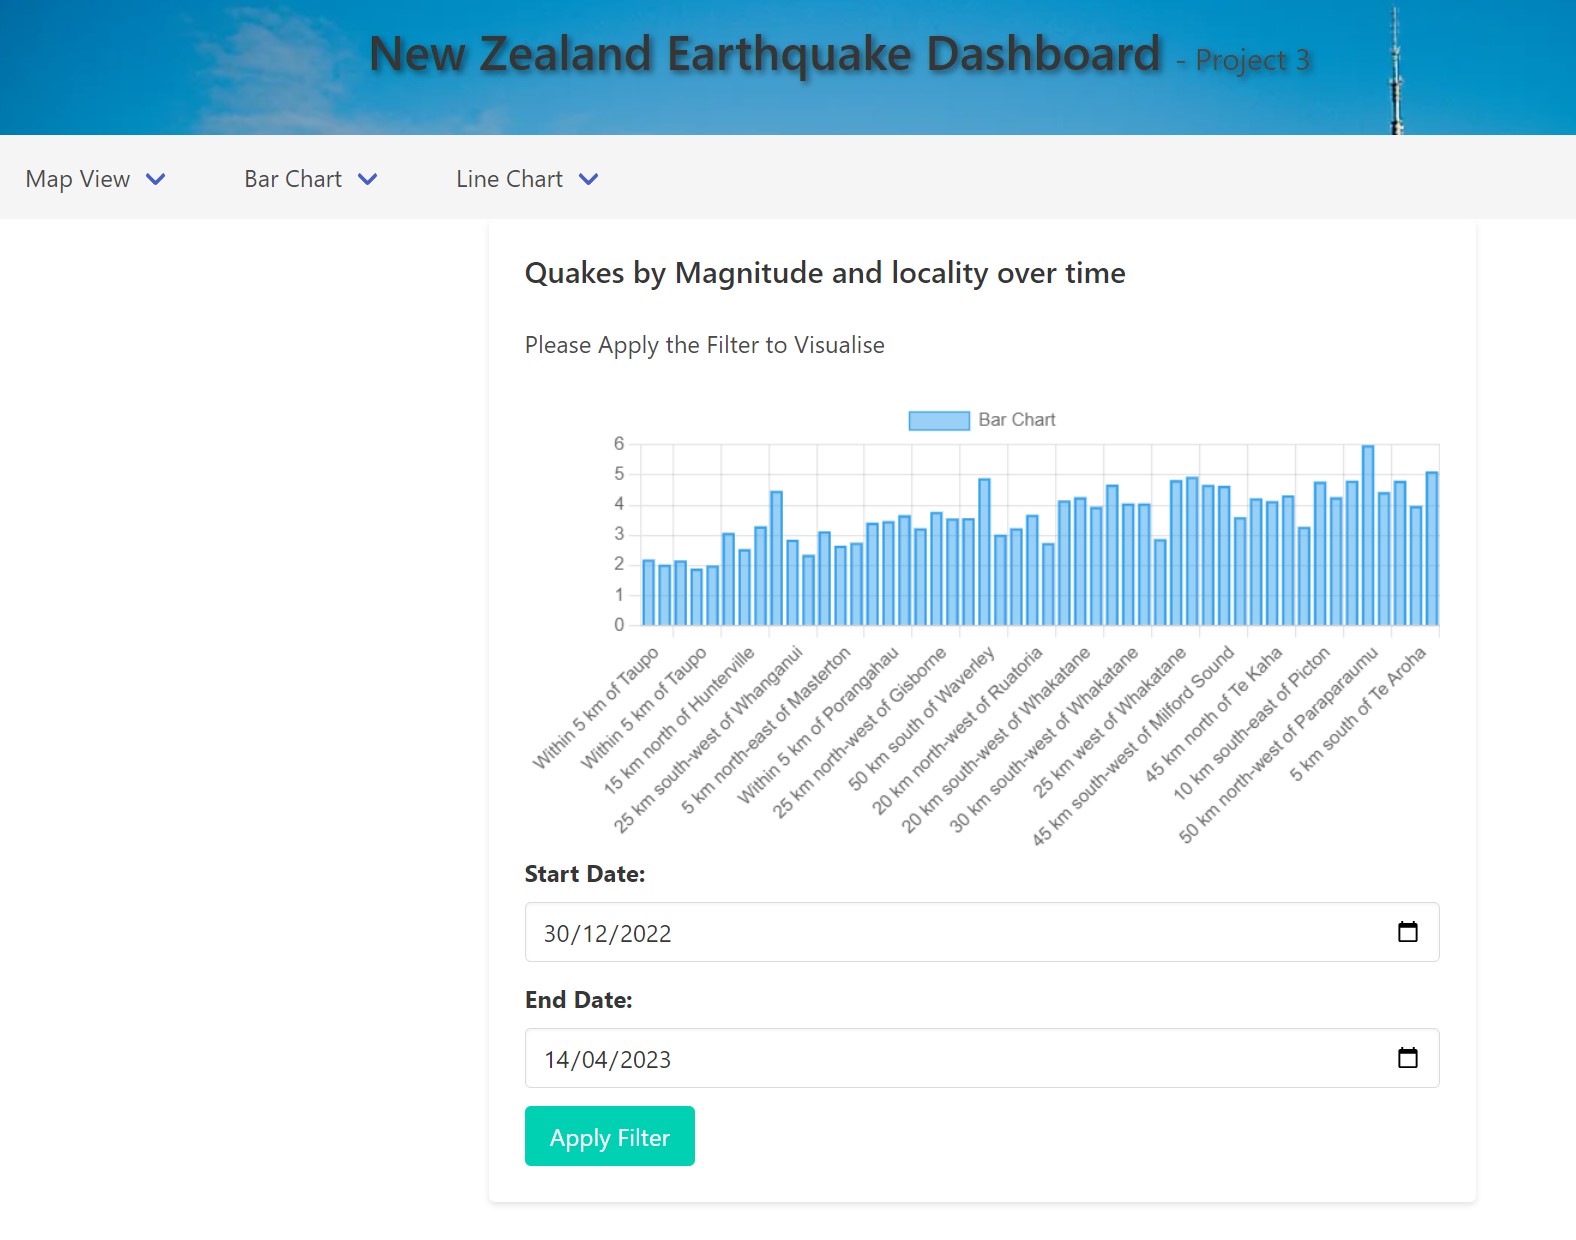 New Zealand Earthquake Dashboard - Project 3
Map View Bar Chart Line Chart
Quakes by Magnitude and locality over time
Please Apply the Filter to Visualise
Bar Chart
6
5
4
3
2
1
0
Within 5 km of Taupo
Within 5 km of Taupo
15 km north of Hunterville
25 km south-west of Whanganui
5 km north-east of Masterton
Within 5 km of Porangahau
25 km north-west of Gisborne
50 km south of Waverley
20 km north-west of Ruatoria
20 km south-west of Whakatane
30 km south-west of Whakatane
25 km west of Whakatane
45 km south-west of Milford Sound
45 km north of Te Kaha
10 km south-east of Picton
50 km north-west of Paraparaumu
5 km south of Te Aroha
Start Date:
30/12/2022
End Date:
14/04/2023
Apply Filter